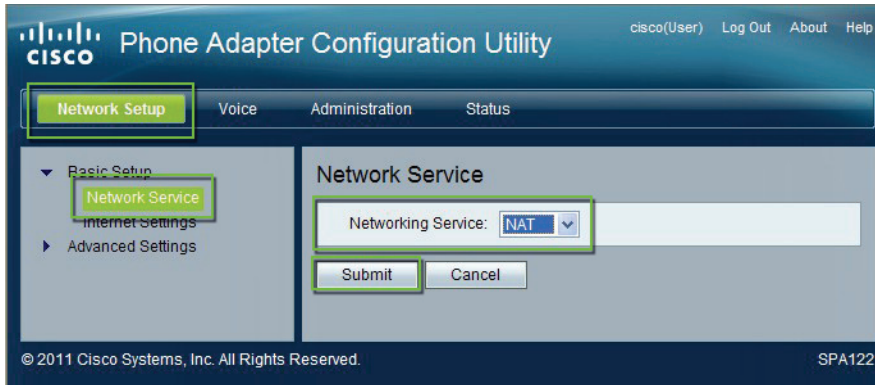 cisco(User) Log Out About Help
CISCO Phone Adapter Configuration Utility
Network Setup Voice Administration Status
Basic Setup
Network Service
Internet Settings
Advanced Settings
Network Service
Networking Service: NAT
Submit Cancel
© 2011 Cisco Systems, Inc. All Rights Reserved. SPA122